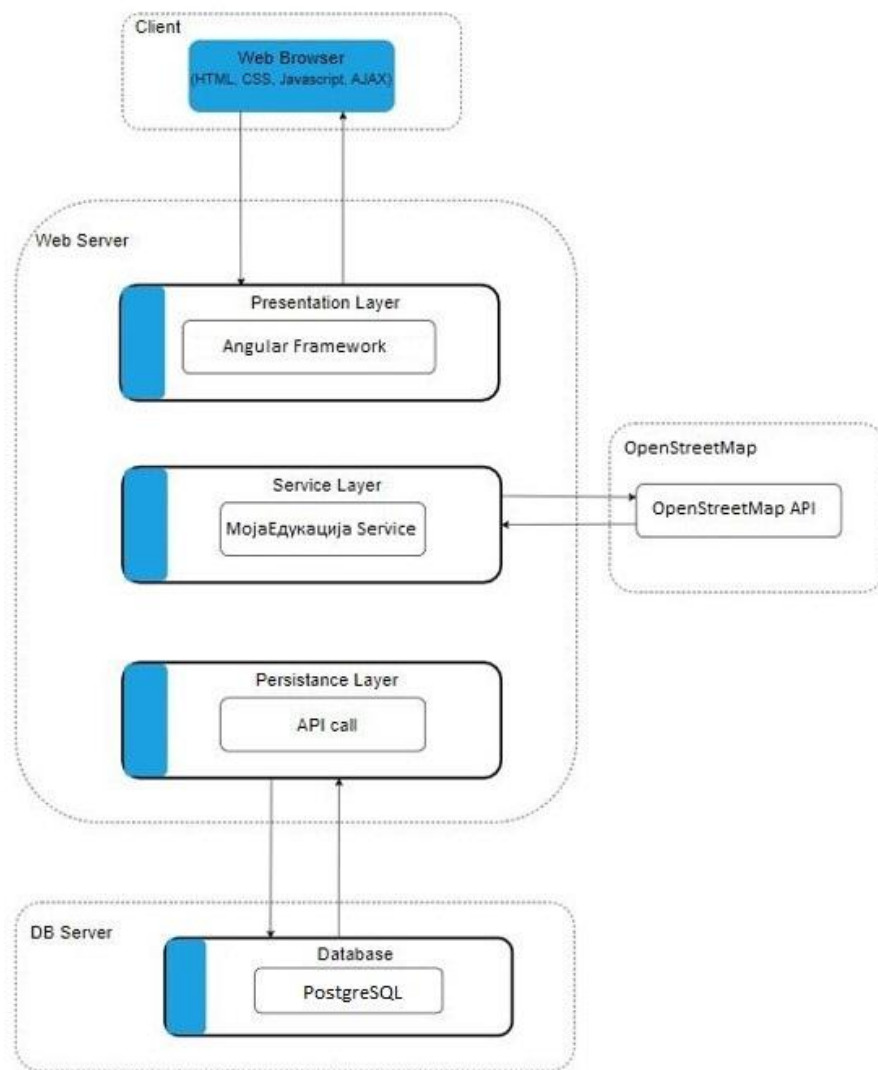 Client
Web Browser
(HTML, CSS, Javascript, AJAX)
Web Server
Presentation Layer
Angular Framework
Service Layer
МојаЕдукација Service
OpenStreetMap
OpenStreetMap API
Persistance Layer
API call
DB Server
Database
PostgreSQL